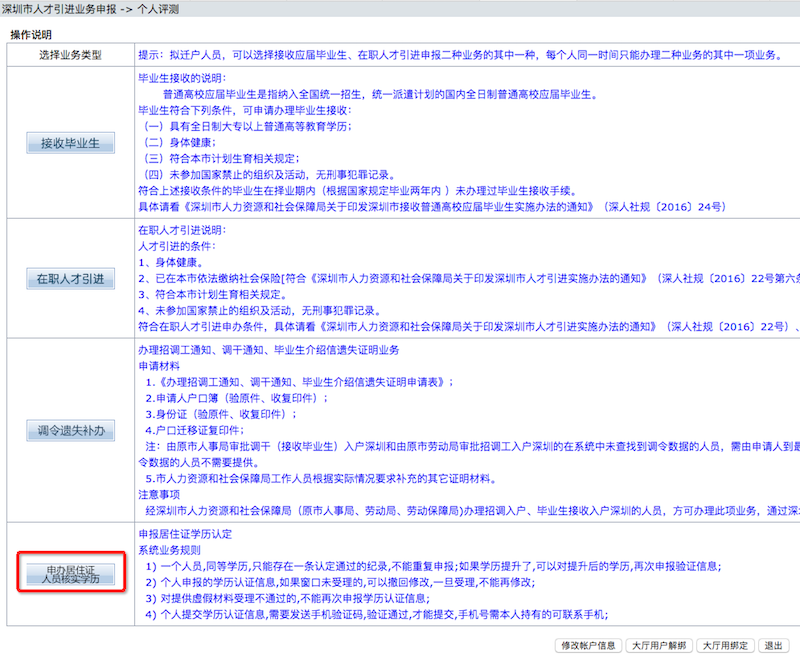 深圳市人才引进业务申报 -> 个人评测
操作说明
选择业务类型
提示：拟迁户人员，可以选择接收应届毕业生、在职人才引进申报二种业务的其中一种，每个人同一时间只能办理二种业务的其中一项业务。
接收毕业生
毕业生接收的说明：
普通高校应届毕业生是指纳入全国统一招生，统一派遣计划的国内全日制普通高校应届毕业生。
毕业生符合下列条件，可申请办理毕业生接收：
（一）具有全日制大专以上普通高等教育学历；
（二）身体健康；
（三）符合本市计划生育相关规定；
（四）未参加国家禁止的组织及活动，无刑事犯罪记录。
符合上述接收条件的毕业生在择业期内（根据国家规定毕业两年内 ）未办理过毕业生接收手续。
具体请看《深圳市人力资源和社会保障局关于印发深圳市接收普通高校应届毕业生实施办法的通知》（深人社规〔2016〕24号）
在职人才引进
在职人才引进说明：
人才引进的条件：
1、身体健康。
2、已在本市依法缴纳社会保险[符合《深圳市人力资源和社会保障局关于印发深圳市人才引进实施办法的通知》（深人社规〔2016〕22号第六条
3、符合本市计划生育相关规定。
4、未参加国家禁止的组织及活动，无刑事犯罪记录。
符合在职人才引进申办条件，具体请看《深圳市人力资源和社会保障局关于印发深圳市人才引进实施办法的通知》（深人社规〔2016〕22号）、
调令遗失补办
办理招调工通知、调干通知、毕业生介绍信遗失证明业务
申请材料
1.《办理招调工通知、调干通知、毕业生介绍信遗失证明申请表》；
2.申请人户口簿（验原件、收复印件）；
3.身份证（验原件、收复印件）；
4.户口迁移证复印件；
注：由原市人事局审批调干（接收毕业生）入户深圳和由原市劳动局审批招调工入户深圳的在系统中未查找到调令数据的人员，需由申请人到最
令数据的人员不需要提供。
5.市人力资源和社会保障局工作人员根据实际情况要求补充的其它证明材料。
注意事项
经深圳市人力资源和社会保障局（原市人事局、劳动局、劳动保障局)办理招调入户、毕业生接收入户深圳的人员，方可办理此项业务，通过深圳
申办居住证
人员核实学历
申报居住证学历认定
系统业务规则
1) 一个人员,同等学历,只能存在一条认定通过的纪录,不能重复申报;如果学历提升了,可以对提升后的学历,再次申报验证信息;
2) 个人申报的学历认证信息,如果窗口未受理的,可以撤回修改,一旦受理,不能再修改;
3) 对提供虚假材料受理不通过的,不能再次申报学历认证信息;
4) 个人提交学历认证信息,需要发送手机验证码,验证通过,才能提交,手机号需本人持有的可联系手机;
修改帐户信息 大厅用户解绑 大厅用绑定 退出